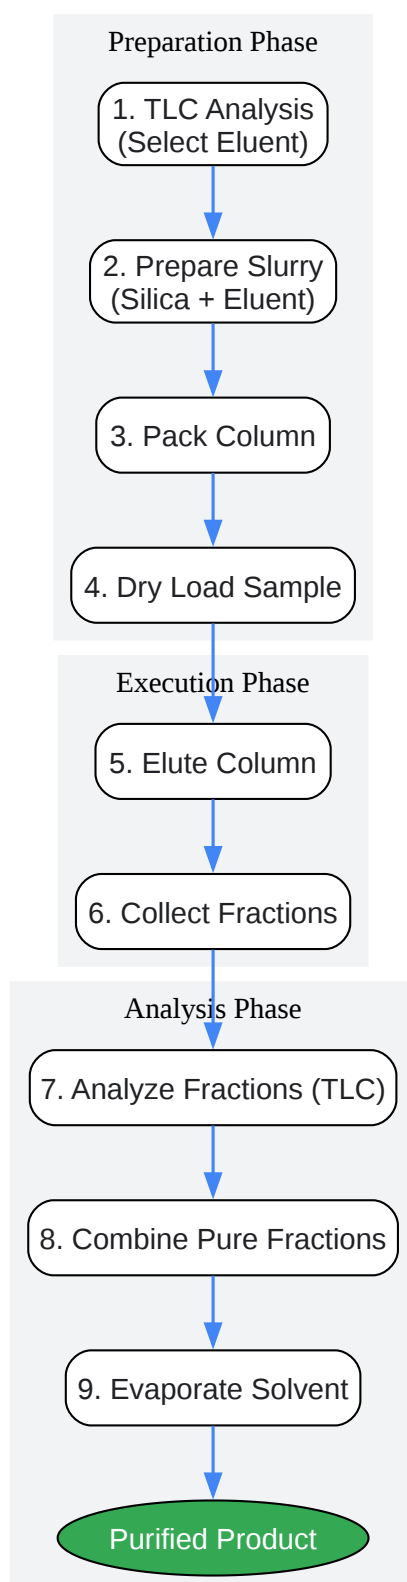 Preparation Phase
1. TLC Analysis
(Select Eluent)
2. Prepare Slurry
(Silica + Eluent)
3. Pack Column
4. Dry Load Sample
Execution Phase
5. Elute Column
6. Collect Fractions
Analysis Phase
7. Analyze Fractions (TLC)
8. Combine Pure Fractions
9. Evaporate Solvent
Purified Product